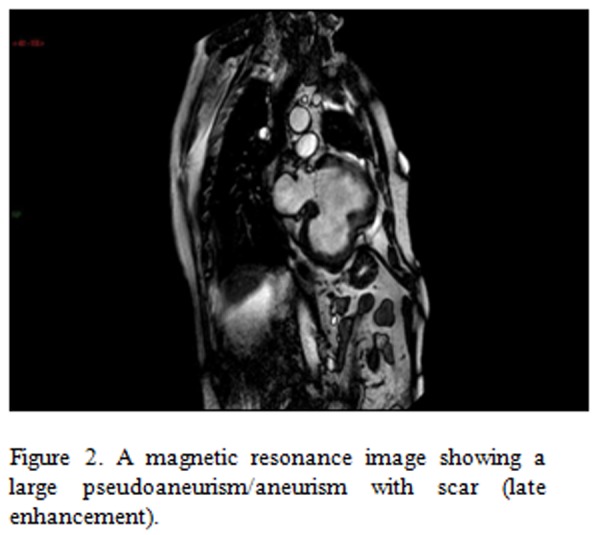 Figure 2. A magnetic resonance image showing a
large pseudoaneurism/aneurism with scar (late
enhancement).